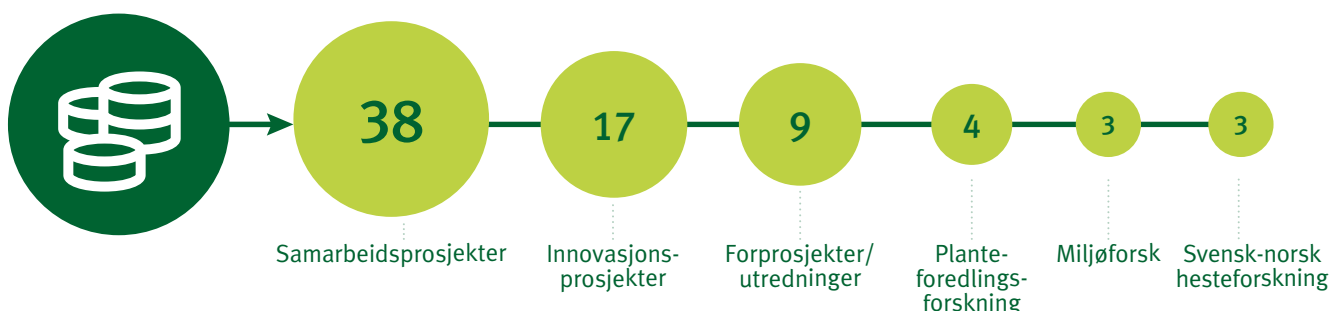 38
17
9
4
3
3
Samarbeidsprosjekter
Innovasjons-
prosjekter
Forprosjekter/
utredninger
Plante-
foredlings-
forskning
Miljøforsk
Svensk-norsk
hesteforskning